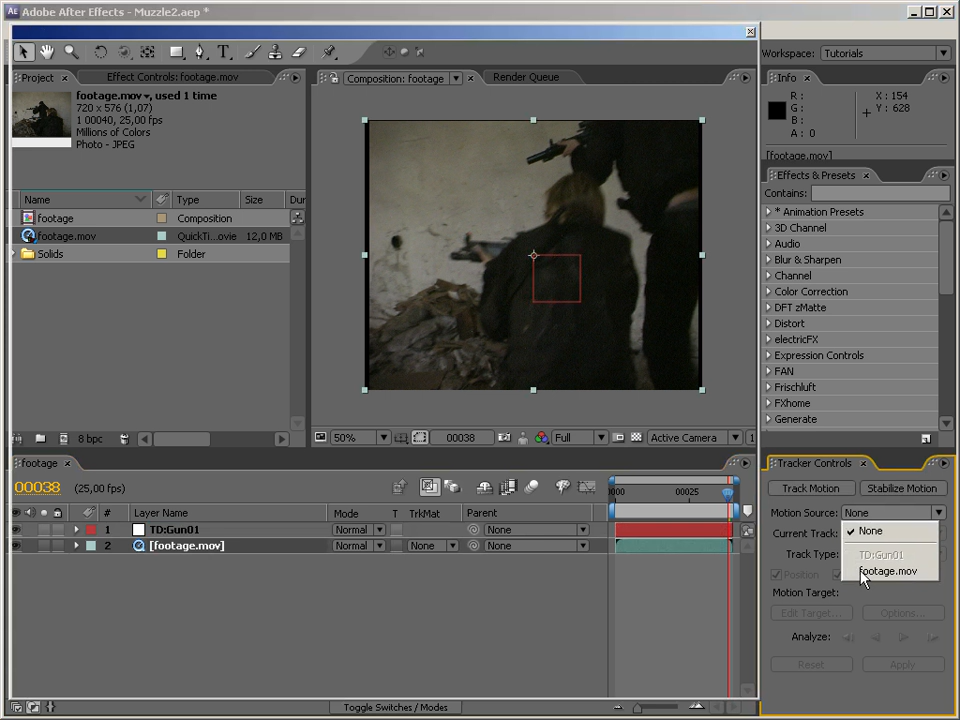 Adobe After Effects - Muzzle2.aep *
Workspace: Tutorials
Project
Effect Controls: footage.mov
Composition: footage
Render Queue
Info
footage.mov, used 1 time
720 x 576 (1,07)
1 00040, 25,00 fps
Millions of Colors
Photo - JPEG
R :
G :
B :
A : 0
X : 154
Y : 628
[footage.mov]
Effects & Presets
Contains:
Name
Type
Size
Dur
footage
Composition
footage.mov
QuickTi...ovie
12,0 MB
Solids
Folder
* Animation Presets
3D Channel
Audio
Blur & Sharpen
Channel
Color Correction
DFT zMatte
Distort
electricFX
Expression Controls
FAN
Frischluft
FXhome
Generate
8 bpc
50%
00038
Full
Active Camera
1
footage
00038
(25,00 fps)
0000
00025
#
Layer Name
Mode
T
TrkMat
Parent
1
TD:Gun01
Normal
None
2
[footage.mov]
Normal
None
None
Toggle Switches / Modes
Tracker Controls
Track Motion
Stabilize Motion
Motion Source: None
None
TD:Gun01
footage.mov
Current Track:
Track Type:
Position
Motion Target:
Edit Target...
Options...
Analyze:
Reset
Apply